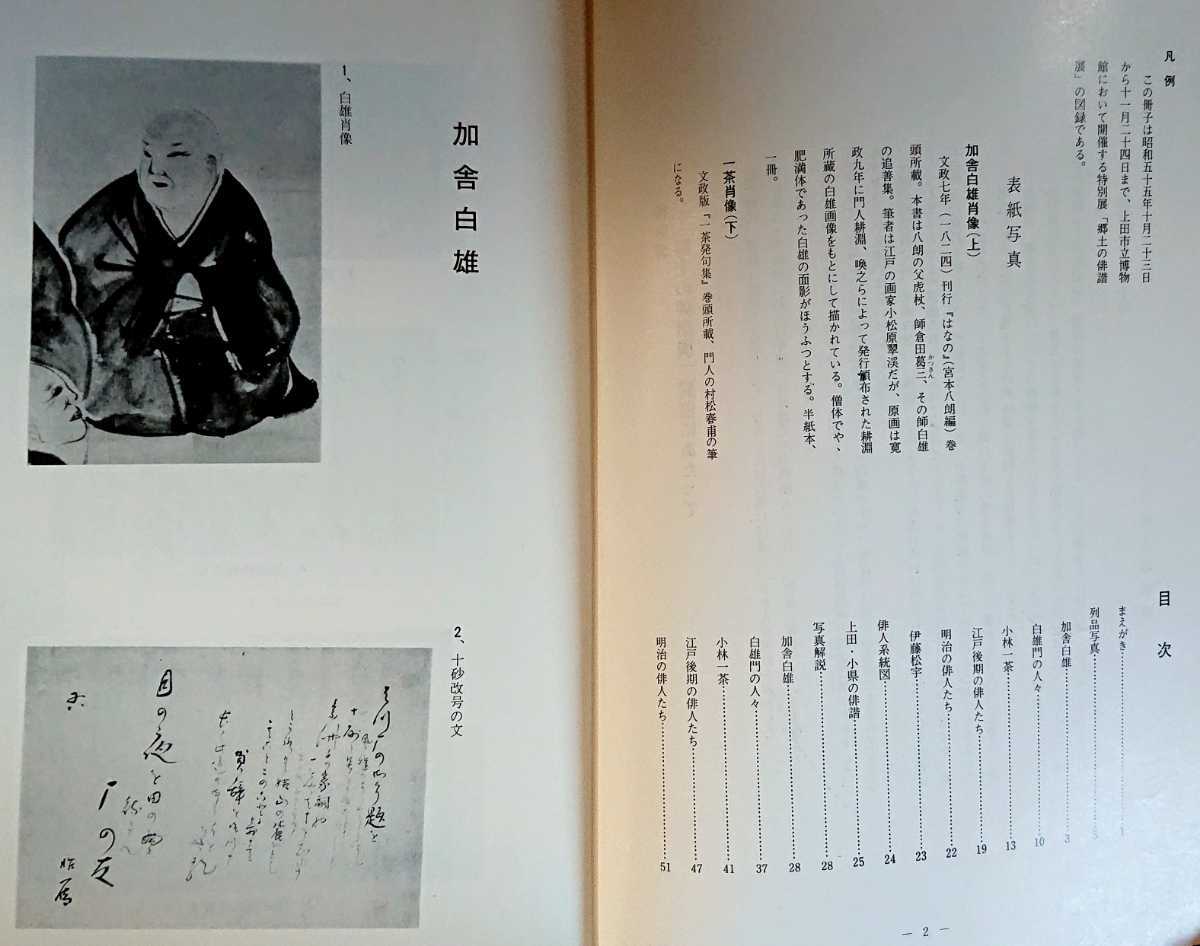 凡例
この冊子は昭和五十五年十月二十三日
から十一月二十四日まで、上田市立博物
館において開催する特別展「郷土の俳譜
展」の図録である。
表紙写真
加舎白雄肖像(上)
文政七年(一八二四)刊行『はなの』(宮本八朗編)巻
頭所載。本書は八朗の父虎杖、師倉田葛三、その師白雄
かつさん
の追善集。筆者は江戸の画家小松原翠渓だが、原画は寛
政九年に門人耕淵、喚之らによって発行頒布された耕淵
所蔵の白雄画像をもとにして描かれている。僧体でや、
肥満体であった白雄の面影がほうふつとする。半紙本、
一冊。
一茶肖像(下)
文政版『一茶発句集』巻頭所載、門人の村松春甫の筆
になる。
目次
まえがき……………1
列品写真……………3
加舎白雄……………3
白雄門の人々……………10
小林一茶……………13
江戸後期の俳人たち……………19
明治の俳人たち……………22
伊藤松宇……………23
俳人系統図……………24
上田・小県の俳諧……………25
写真解説……………28
加舎白雄……………28
白雄門の人々……………37
小林一茶……………41
江戸後期の俳人たち……………47
明治の俳人たち……………51
― 2 ―
加舎白雄
1、白雄肖像
2、十砂改号の文